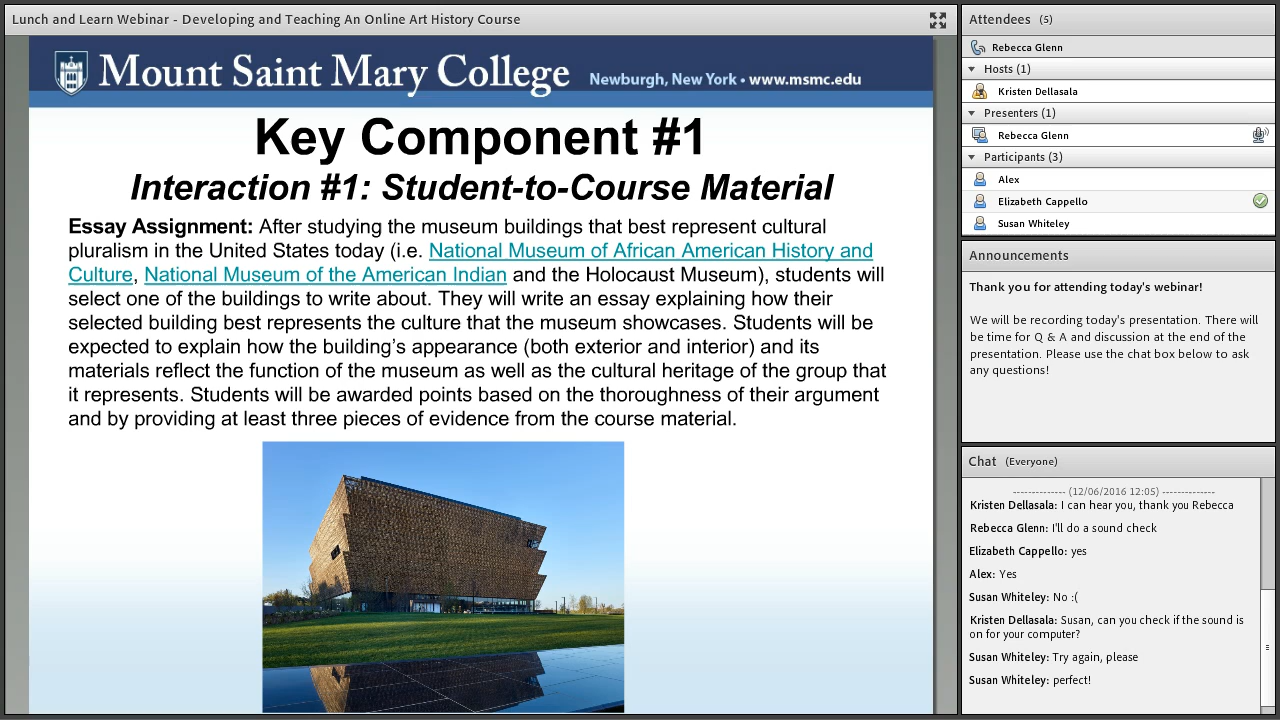 Lunch and Learn Webinar - Developing and Teaching An Online Art History Course
Mount Saint Mary College
Newburgh, New York • www.msmc.edu
Key Component #1
Interaction #1: Student-to-Course Material
Essay Assignment: After studying the museum buildings that best represent cultural
pluralism in the United States today (i.e. National Museum of African American History and
Culture, National Museum of the American Indian and the Holocaust Museum), students will
select one of the buildings to write about. They will write an essay explaining how their
selected building best represents the culture that the museum showcases. Students will be
expected to explain how the building’s appearance (both exterior and interior) and its
materials reflect the function of the museum as well as the cultural heritage of the group that
it represents. Students will be awarded points based on the thoroughness of their argument
and by providing at least three pieces of evidence from the course material.
Attendees (5)
Rebecca Glenn
Hosts (1)
Kristen Dellasala
Presenters (1)
Rebecca Glenn
Participants (3)
Alex
Elizabeth Cappello
Susan Whiteley
Announcements
Thank you for attending today's webinar!
We will be recording today's presentation. There will
be time for Q & A and discussion at the end of the
presentation. Please use the chat box below to ask
any questions!
Chat (Everyone)
-------------- (12/06/2016 12:05) --------------
Kristen Dellasala: I can hear you, thank you Rebecca
Rebecca Glenn: I'll do a sound check
Elizabeth Cappello: yes
Alex: Yes
Susan Whiteley: No :(
Kristen Dellasala: Susan, can you check if the sound is
on for your computer?
Susan Whiteley: Try again, please
Susan Whiteley: perfect!